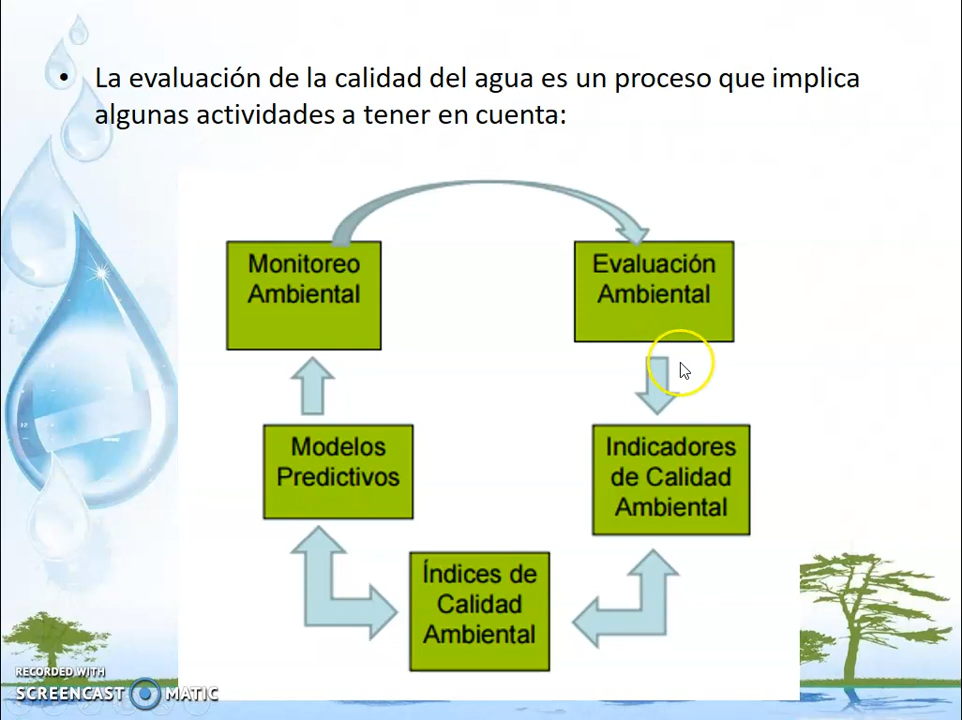 • La evaluación de la calidad del agua es un proceso que implica
algunas actividades a tener en cuenta:
Monitoreo
Ambiental
Evaluación
Ambiental
Modelos
Predictivos
Indicadores
de Calidad
Ambiental
Índices de
Calidad
Ambiental
RECORDED WITH
SCREENCAST MATIC